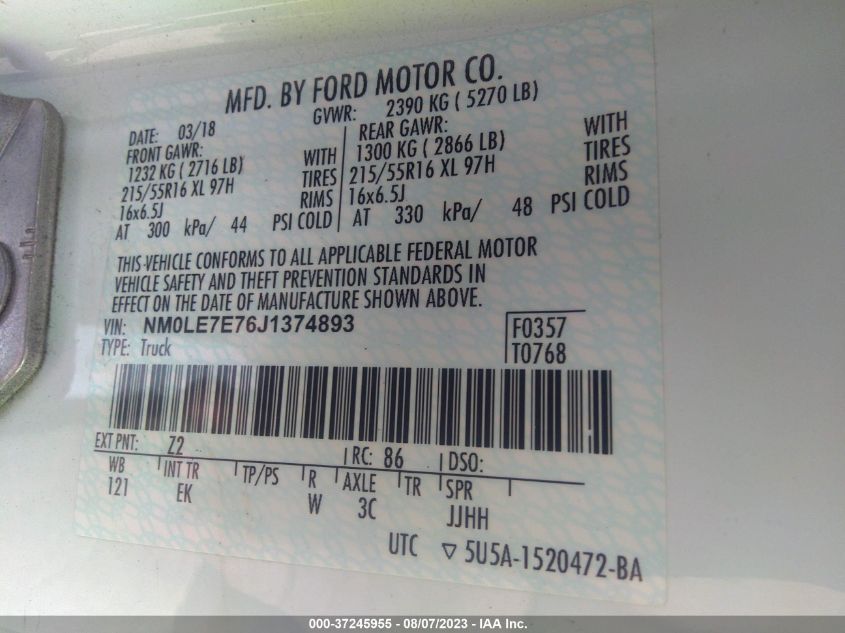 MFD. BY FORD MOTOR CO.
DATE: 03/18 GVWR: 2390 KG ( 5270 LB)
FRONT GAWR: REAR GAWR:
1232 KG ( 2716 LB) WITH 1300 KG ( 2866 LB) WITH
215/55R16 XL 97H TIRES 215/55R16 XL 97H TIRES
16x6.5J RIMS 16x6.5J RIMS
AT 300 kPa/ 44 PSI COLD AT 330 kPa/ 48 PSI COLD
THIS VEHICLE CONFORMS TO ALL APPLICABLE FEDERAL MOTOR
VEHICLE SAFETY AND THEFT PREVENTION STANDARDS IN
EFFECT ON THE DATE OF MANUFACTURE SHOWN ABOVE.
VIN: NM0LE7E76J1374893 F0357
TYPE: Truck T0768
EXT PNT: Z2 RC: 86 DSO:
WB INT TR TP/PS R AXLE TR SPR
121 EK W 3C JJHH
UTC ▽ 5U5A-1520472-BA
000-37245955 - 08/07/2023 - IAA Inc.